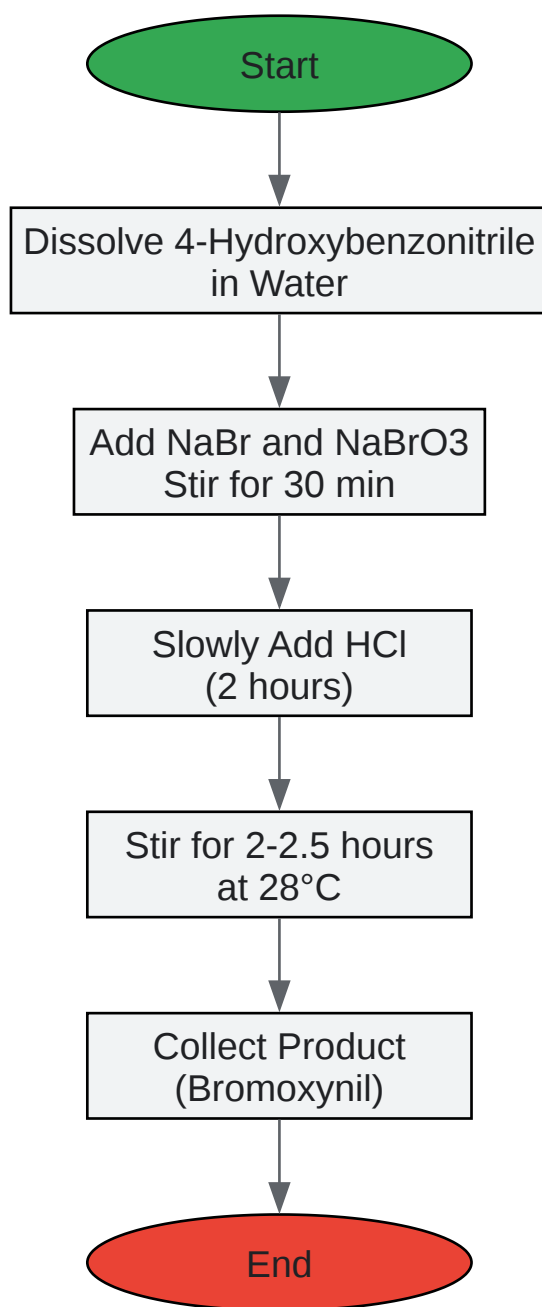 Start
Dissolve 4-Hydroxybenzonitrile
in Water
Add NaBr and NaBrO3
Stir for 30 min
Slowly Add HCl
(2 hours)
Stir for 2-2.5 hours
at 28°C
Collect Product
(Bromoxynil)
End